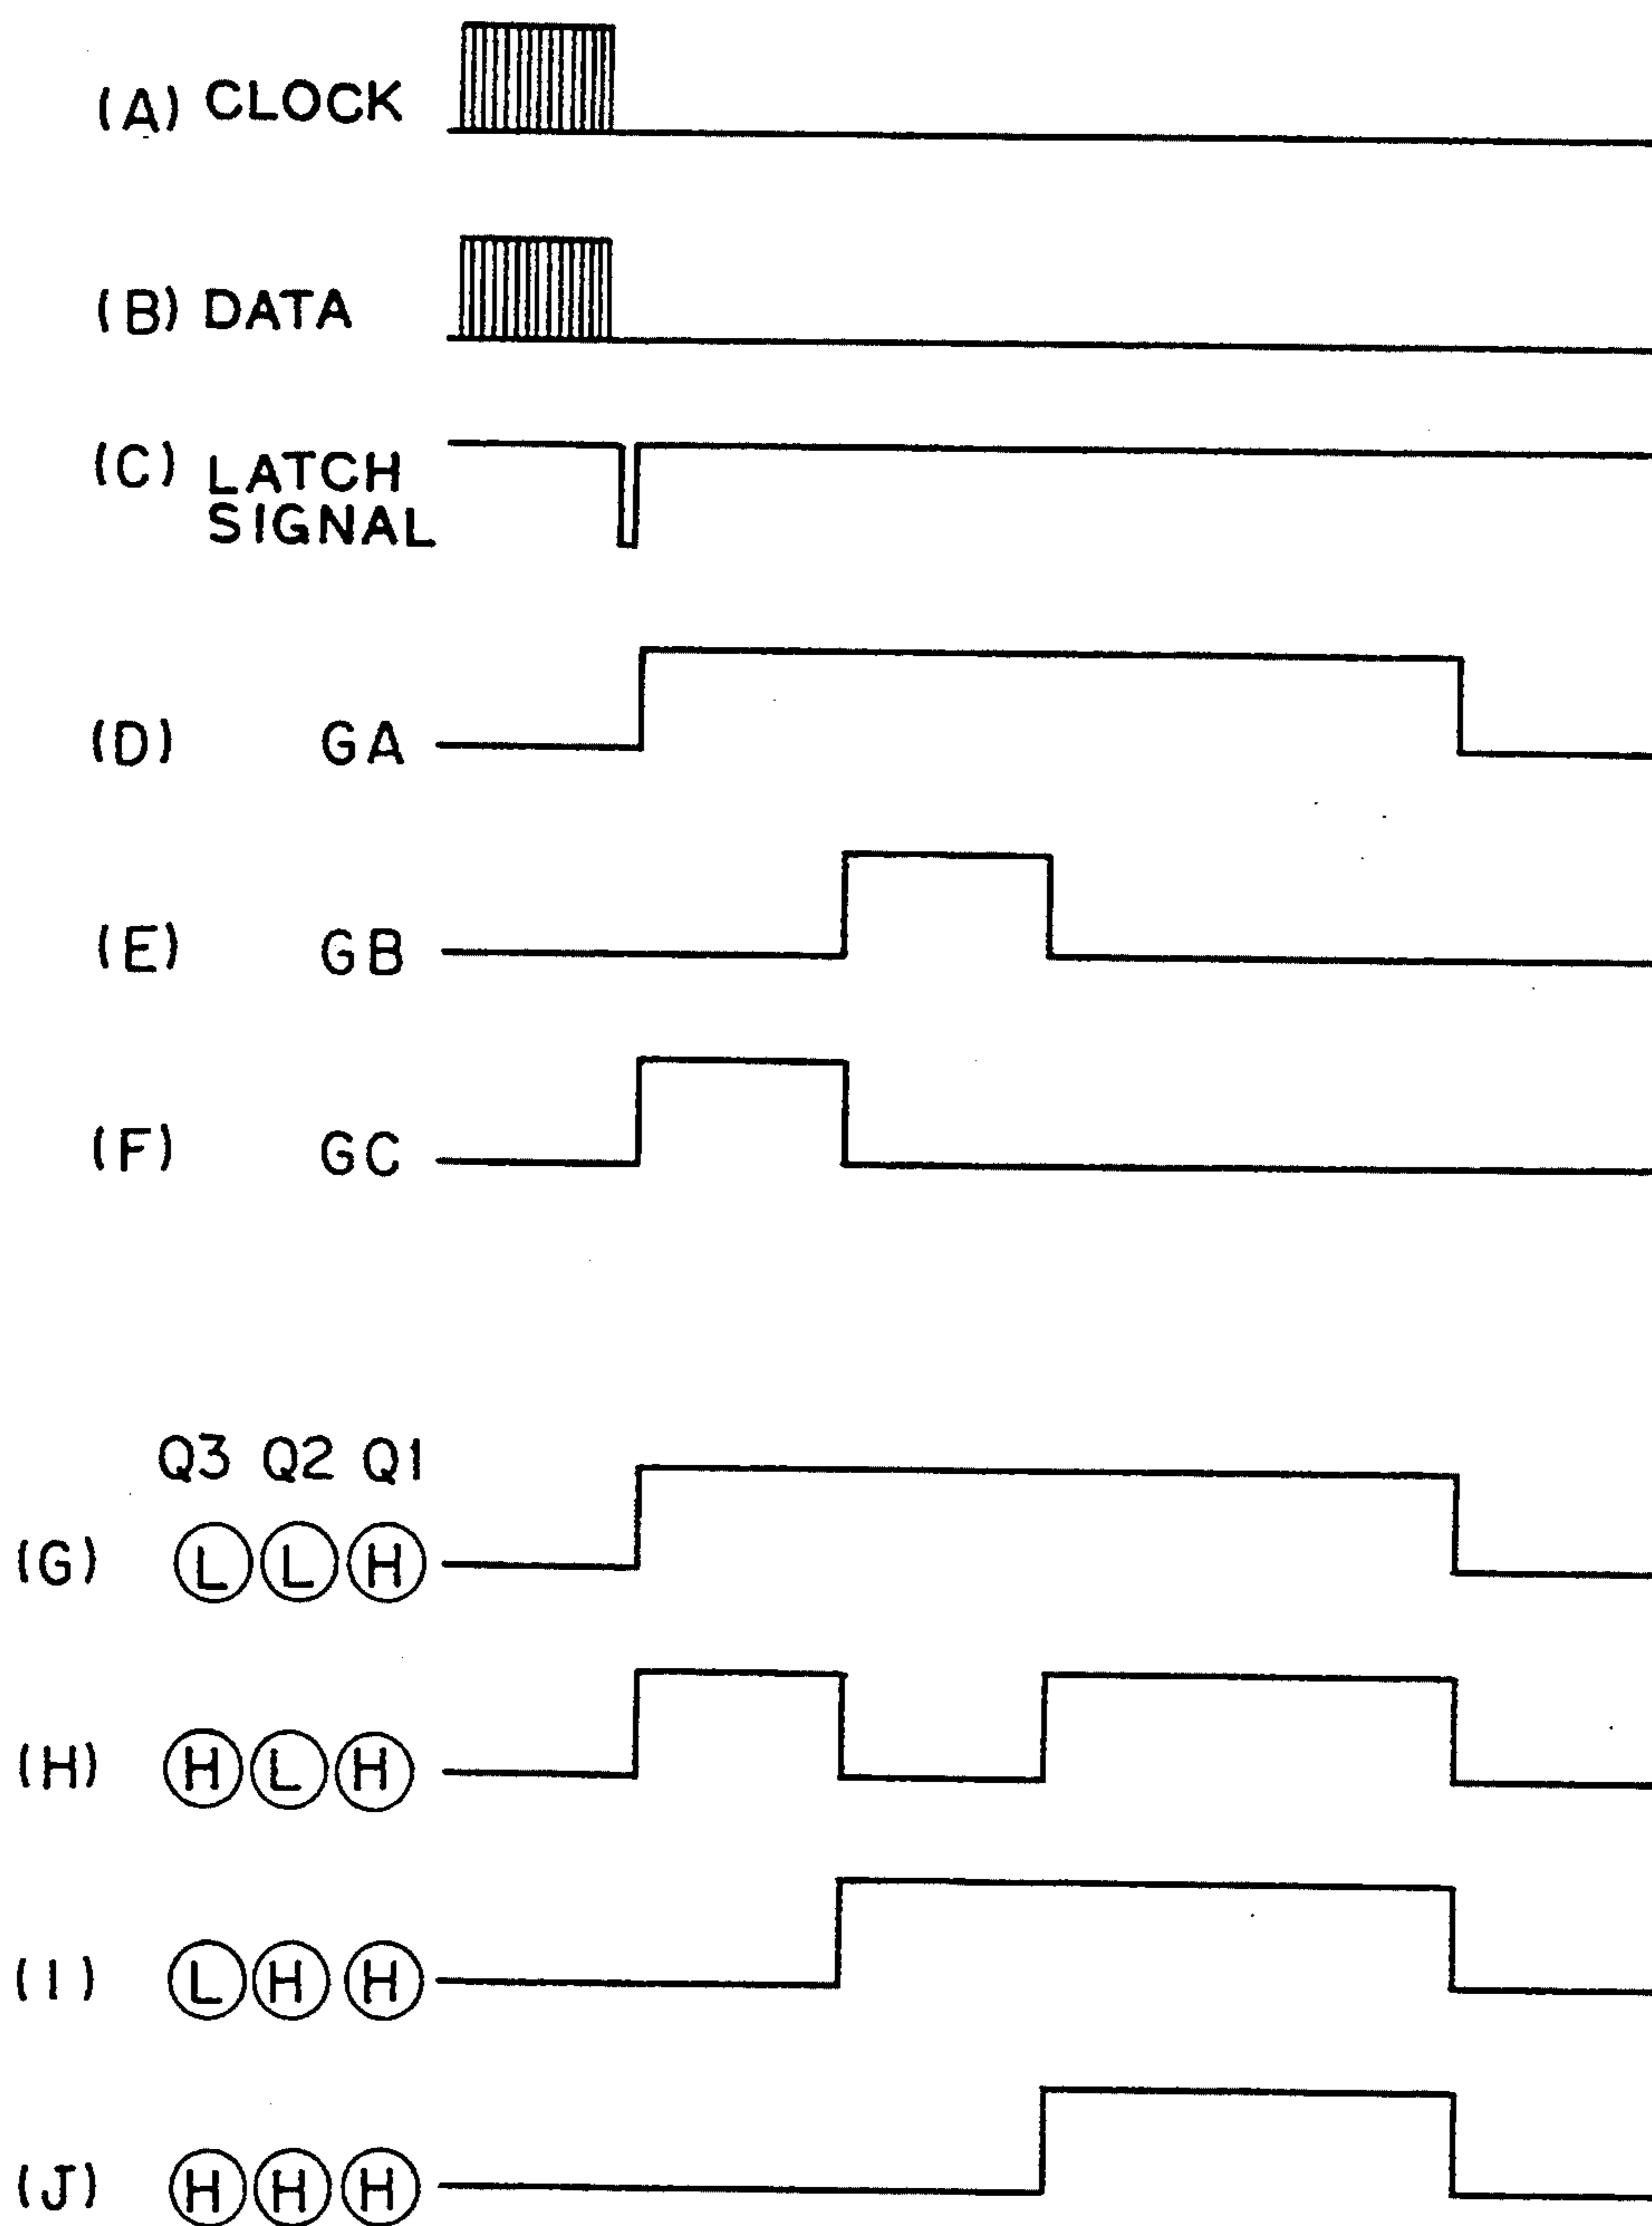 (A) CLOCK
(B) DATA
(C) LATCH
SIGNAL
(D) GA
(E) GB
(F) GC
Q3 Q2 Q1
(G) L L H
(H) H L H
(I) L H H
(J) H H H